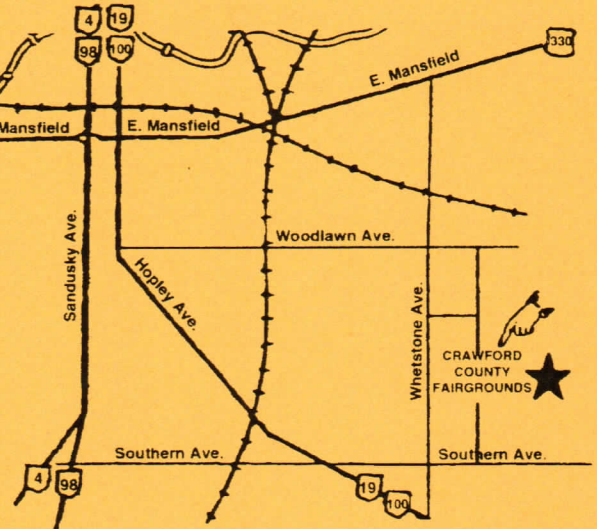 4
19
98
100
330
E. Mansfield
Mansfield
E. Mansfield
Woodlawn Ave.
Sandusky Ave.
Hopley Ave.
Whetstone Ave.
CRAWFORD
COUNTY
FAIRGROUNDS
Southern Ave.
Southern Ave.
4
98
19
100